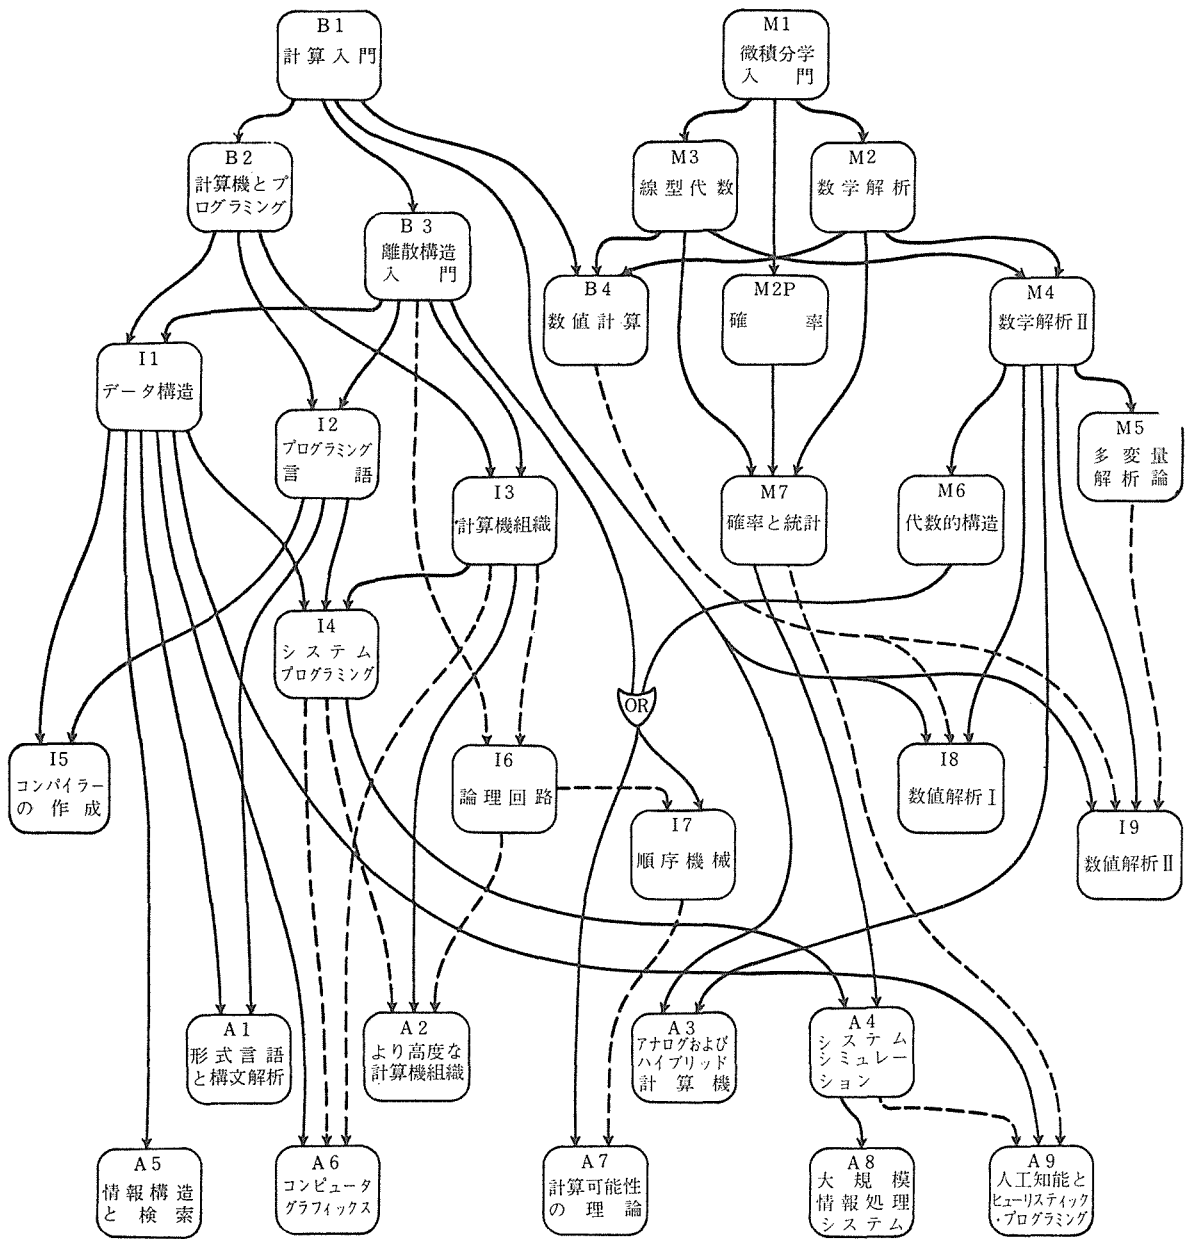 B1
計算入門
M1
微積分学
入門
B2
計算機とプ
ログラミング
M3
線型代数
M2
数学解析
B3
離散構造
入門
B4
数値計算
M2P
確率
M4
数学解析II
I1
データ構造
I2
プログラミング
言語
M5
多変量
解析論
I3
計算機組織
M7
確率と統計
M6
代数的構造
I4
システム
プログラミング
OR
I5
コンパイラー
の作成
I6
論理回路
I7
順序機械
I8
数値解析I
I9
数値解析II
A1
形式言語
と構文解析
A2
より高度な
計算機組織
A3
アナログおよび
ハイブリッド
計算機
A4
システム
シミュレー
ション
A5
情報構造
と検索
A6
コンピュータ
グラフィックス
A7
計算可能性
の理論
A8
大規模
情報処理
システム
A9
人工知能と
ヒューリスティック
・プログラミング